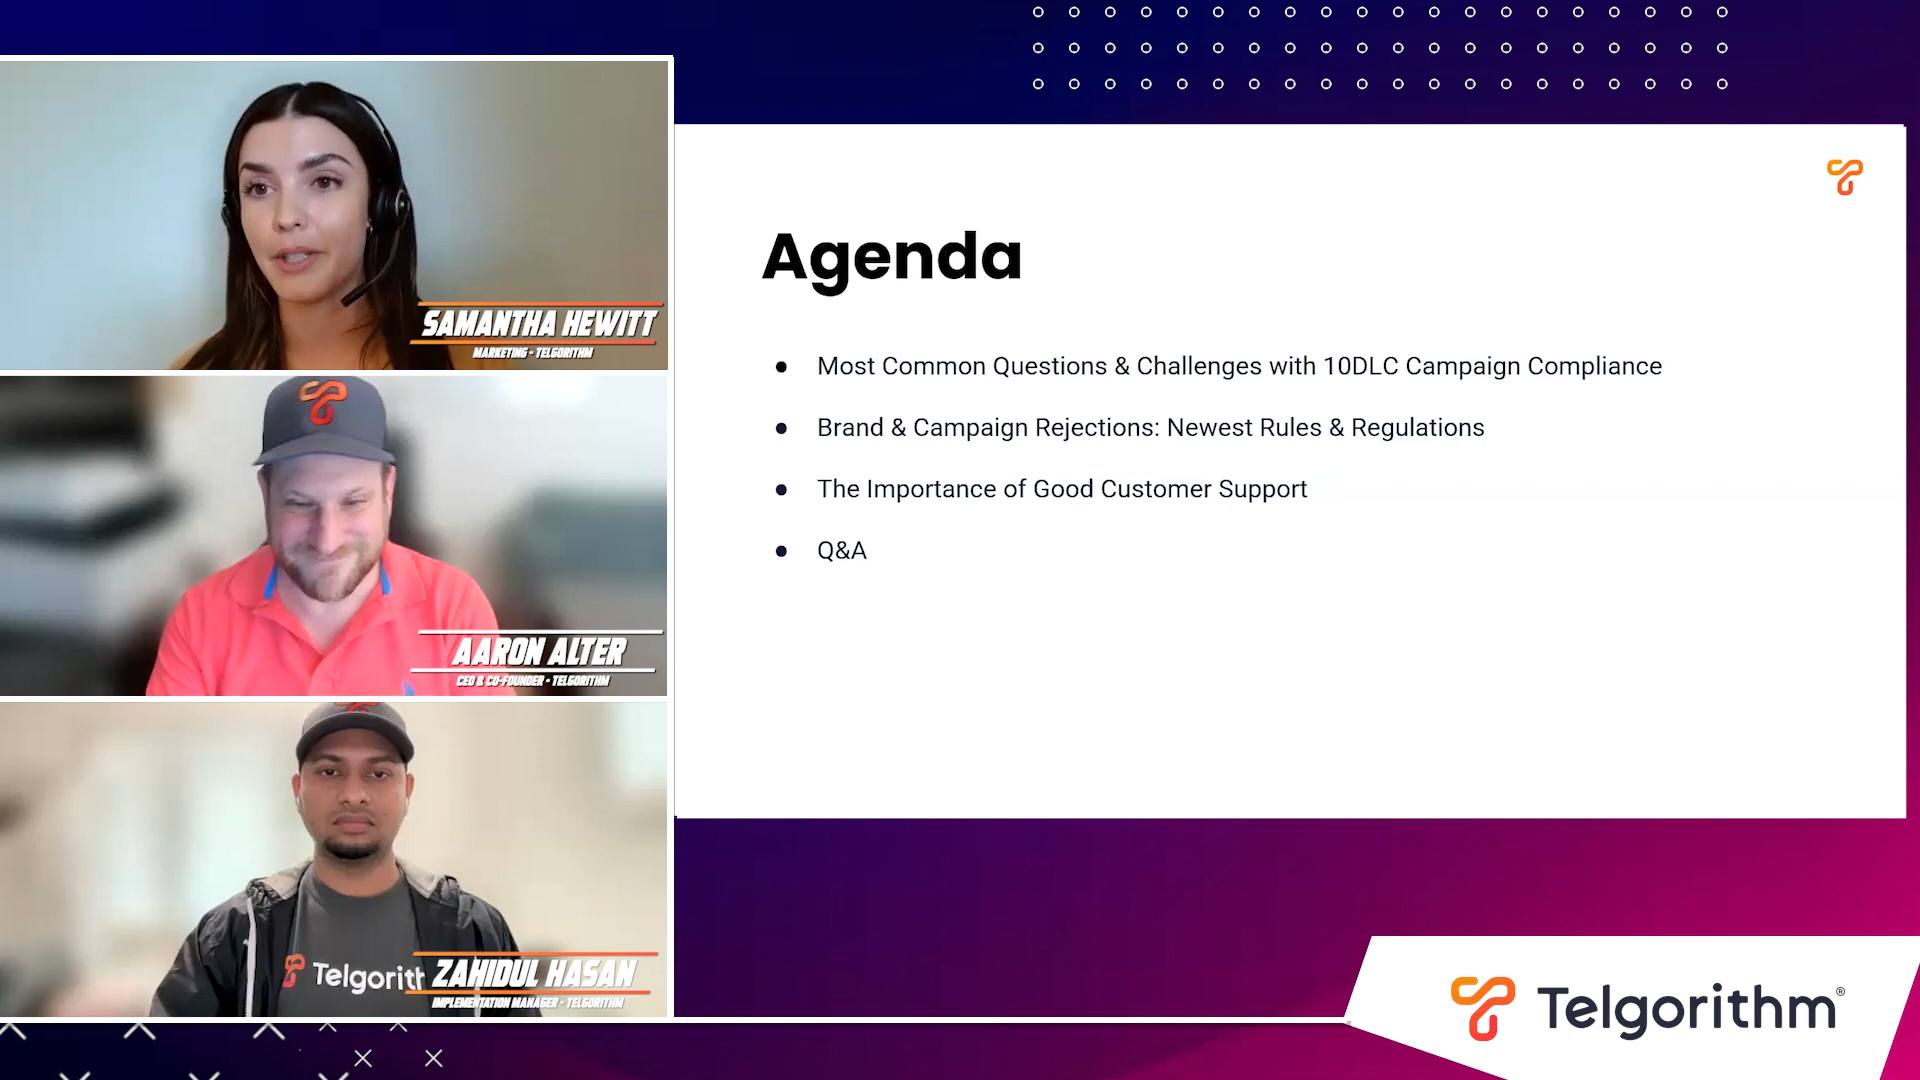 SAMANTHA HEWITT
MARKETING - TELGORITHM
AARON ALTER
CEO & CO-FOUNDER - TELGORITHM
Telgorith
ZAHIDUL HASAN
IMPLEMENTATION MANAGER - TELGORITHM
Agenda
● Most Common Questions & Challenges with 10DLC Campaign Compliance
● Brand & Campaign Rejections: Newest Rules & Regulations
● The Importance of Good Customer Support
● Q&A
Telgorithm®